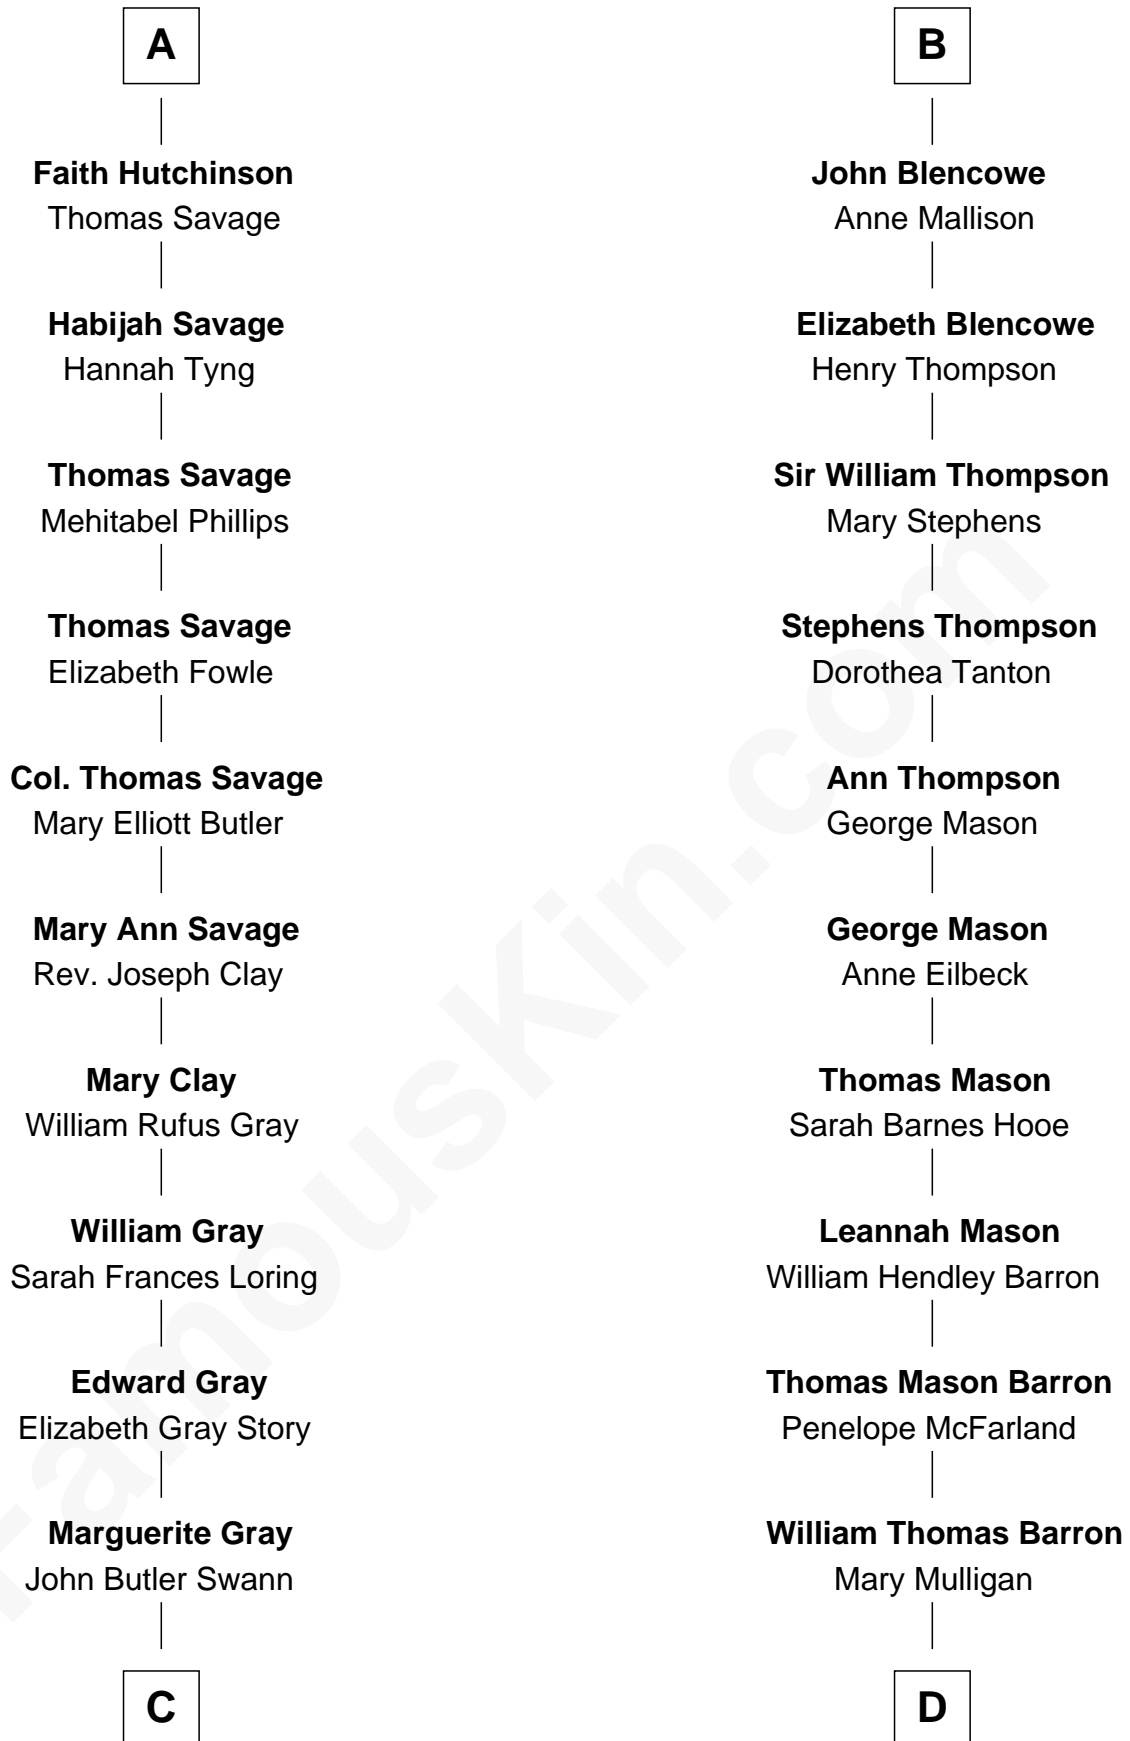 A
Faith Hutchinson
Thomas Savage
Habijah Savage
Hannah Tyng
Thomas Savage
Mehitabel Phillips
Thomas Savage
Elizabeth Fowle
Col. Thomas Savage
Mary Elliott Butler
Mary Ann Savage
Rev. Joseph Clay
Mary Clay
William Rufus Gray
William Gray
Sarah Frances Loring
Edward Gray
Elizabeth Gray Story
Marguerite Gray
John Butler Swann
C
B
John Blencowe
Anne Mallison
Elizabeth Blencowe
Henry Thompson
Sir William Thompson
Mary Stephens
Stephens Thompson
Dorothea Tanton
Ann Thompson
George Mason
George Mason
Anne Eilbeck
Thomas Mason
Sarah Barnes Hooe
Leannah Mason
William Hendley Barron
Thomas Mason Barron
Penelope McFarland
William Thomas Barron
Mary Mulligan
D
FamousKin.com